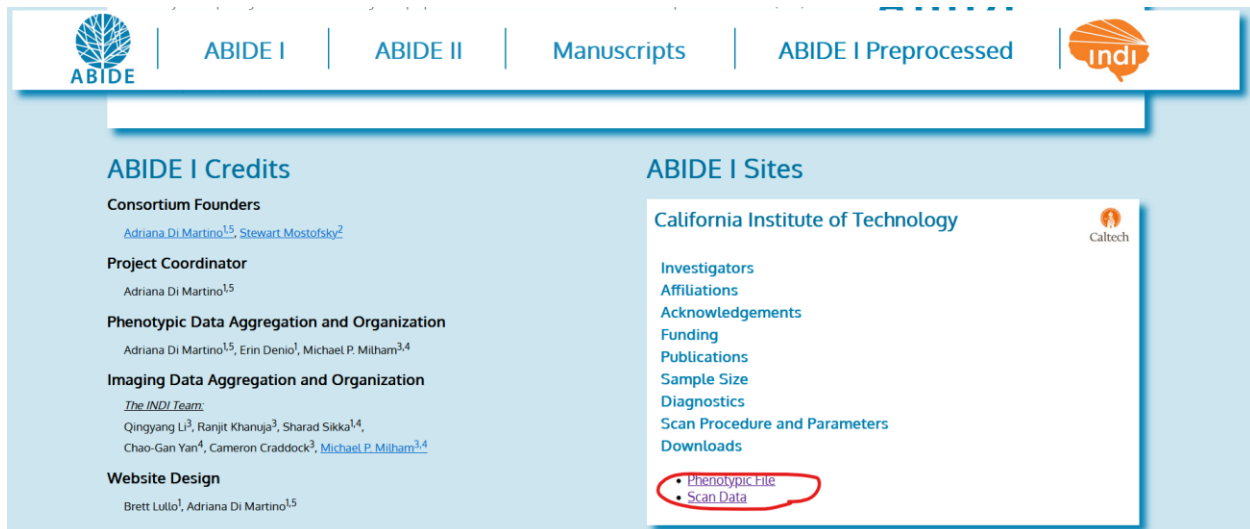 ABIDE
ABIDE I
ABIDE II
Manuscripts
ABIDE I Preprocessed
indi
ABIDE I Credits
Consortium Founders
Adriana Di Martino1,5, Stewart Mostofsky2
Project Coordinator
Adriana Di Martino1,5
Phenotypic Data Aggregation and Organization
Adriana Di Martino1,5, Erin Denio1, Michael P. Milham3,4
Imaging Data Aggregation and Organization
The INDI Team:
Qingyang Li3, Ranjit Khanuja3, Sharad Sikka1,4,
Chao-Gan Yan4, Cameron Craddock3, Michael P. Milham3,4
Website Design
Brett Lullo1, Adriana Di Martino1,5
ABIDE I Sites
California Institute of Technology
Caltech
Investigators
Affiliations
Acknowledgements
Funding
Publications
Sample Size
Diagnostics
Scan Procedure and Parameters
Downloads
• Phenotypic File
• Scan Data